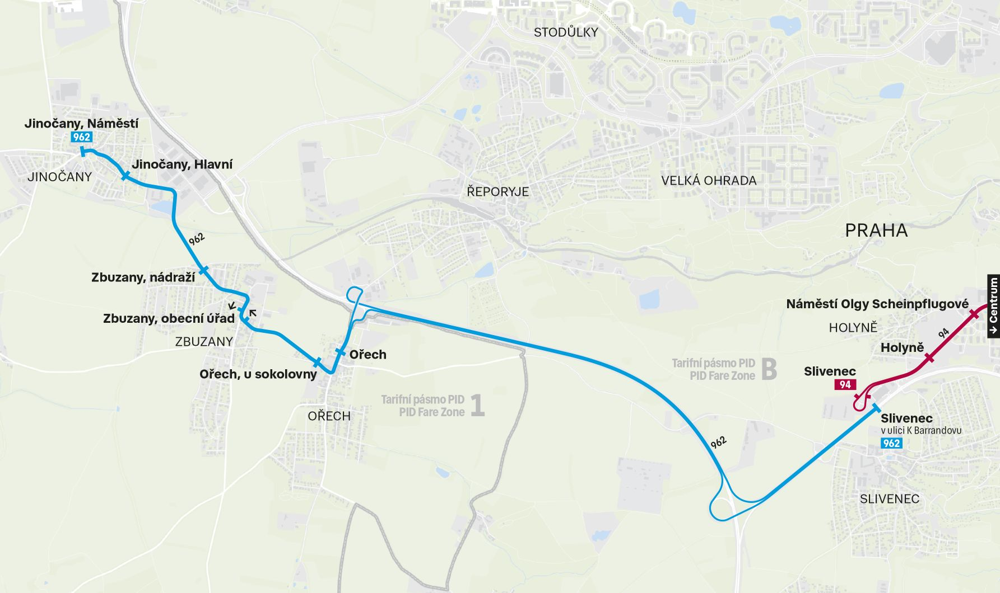 STODŮLKY
Jinočany, Náměstí
962
Jinočany, Hlavní
JINOČANY
VELKÁ OHRADA
ŘEPORYJE
PRAHA
962
Zbuzany, nádraží
Náměstí Olgy Scheinpflugové
→ Centrum
Zbuzany, obecní úřad
HOLYNĚ
94
ZBUZANY
Holyně
Ořech
Tarifní pásmo PID
PID Fare Zone
B
Slivenec
94
Ořech, u sokolovny
Tarifní pásmo PID
PID Fare Zone
1
OŘECH
Slivenec
v ulici K Barrandovu
962
962
SLIVENEC